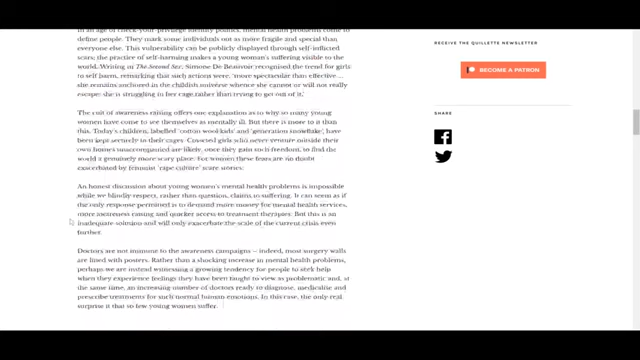 In an age of check-your-privilege identity politics, mental health problems come to
define people. They mark some individuals out as more fragile and special than
everyone else. This vulnerability can be publicly displayed through self-inflicted
scars; the practice of self-harming makes a young woman's suffering visible to the
world. Writing in The Second Sex, Simone De Beauvoir recognised the trend for girls
to self harm, remarking that such actions were, 'more spectacular than effective...
she remains anchored in the childish universe whence she cannot or will not really
escape; she is struggling in her cage rather than trying to get out of it.'
The cult of awareness raising offers one explanation as to why so many young
women have come to see themselves as mentally ill. But there is more to it than
this. Today's children, labelled 'cotton wool kids' and 'generation snowflake', have
been kept securely in their cages. Cosseted girls who never venture outside their
own homes unaccompanied are likely, once they gain such freedom, to find the
world a genuinely more scary place. For women these fears are no doubt
exacerbated by feminist 'rape culture' scare stories.
An honest discussion about young women's mental health problems is impossible
while we blindly respect, rather than question, claims to suffering. It can seem as if
the only response permitted is to demand more money for mental health services,
more awareness raising and quicker access to treatment therapies. But this is an
inadequate solution and will only exacerbate the scale of the current crisis even
further.
Doctors are not immune to the awareness campaigns – indeed, most surgery walls
are lined with posters. Rather than a shocking increase in mental health problems,
perhaps we are instead witnessing a growing tendency for people to seek help
when they experience feelings they have been taught to view as problematic and, at
the same time, an increasing number of doctors ready to diagnose, medicalise and
prescribe treatments for such normal human emotions. In this case, the only real
surprise it that so few young women suffer.
RECEIVE THE QUILLETTE NEWSLETTER
BECOME A PATRON
SHARE